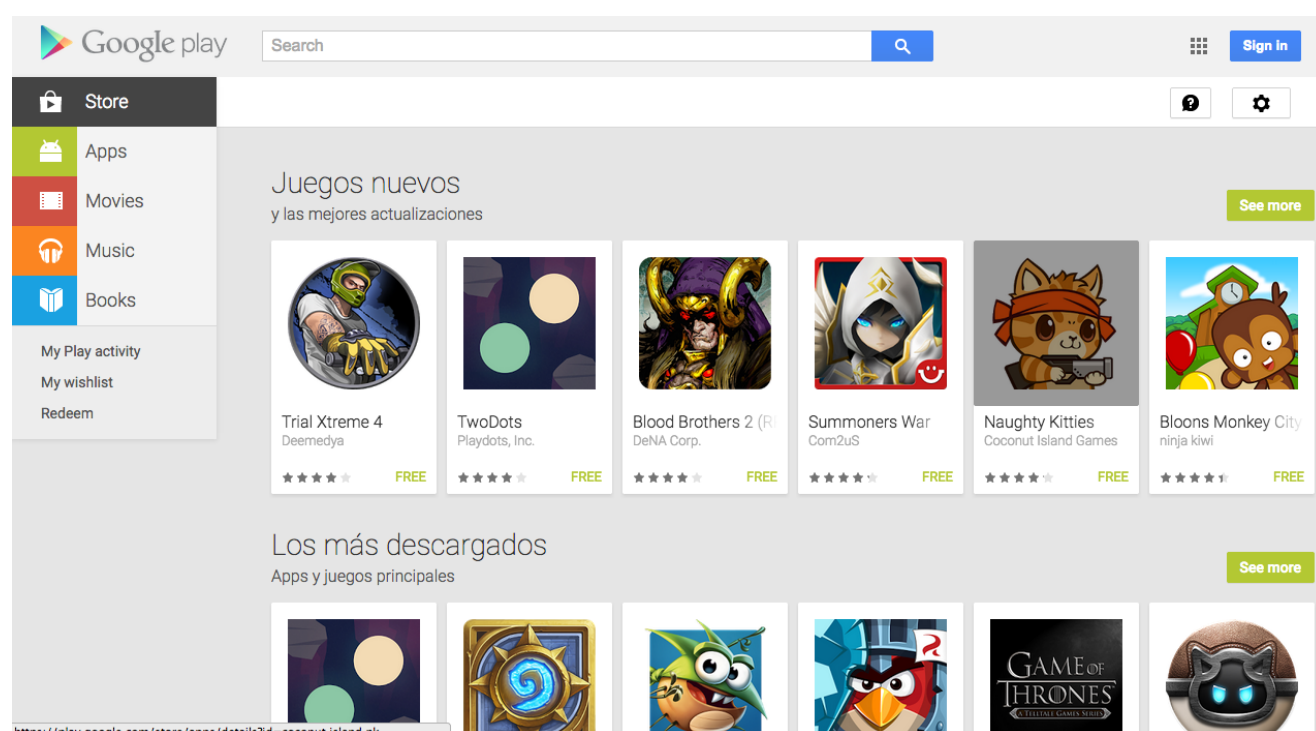 Google play
Search
Sign in
Store
Apps
Movies
Music
Books
My Play activity
My wishlist
Redeem
Juegos nuevos
y las mejores actualizaciones
See more
Trial Xtreme 4
Deemedya
FREE
TwoDots
Playdots, Inc.
FREE
Blood Brothers 2 (R
DeNA Corp.
FREE
Summoners War
Com2uS
FREE
Naughty Kitties
Coconut Island Games
FREE
Bloons Monkey City
ninja kiwi
FREE
Los más descargados
Apps y juegos principales
See more
GAME OF
THRONES
A TELLTALE GAMES SERIES